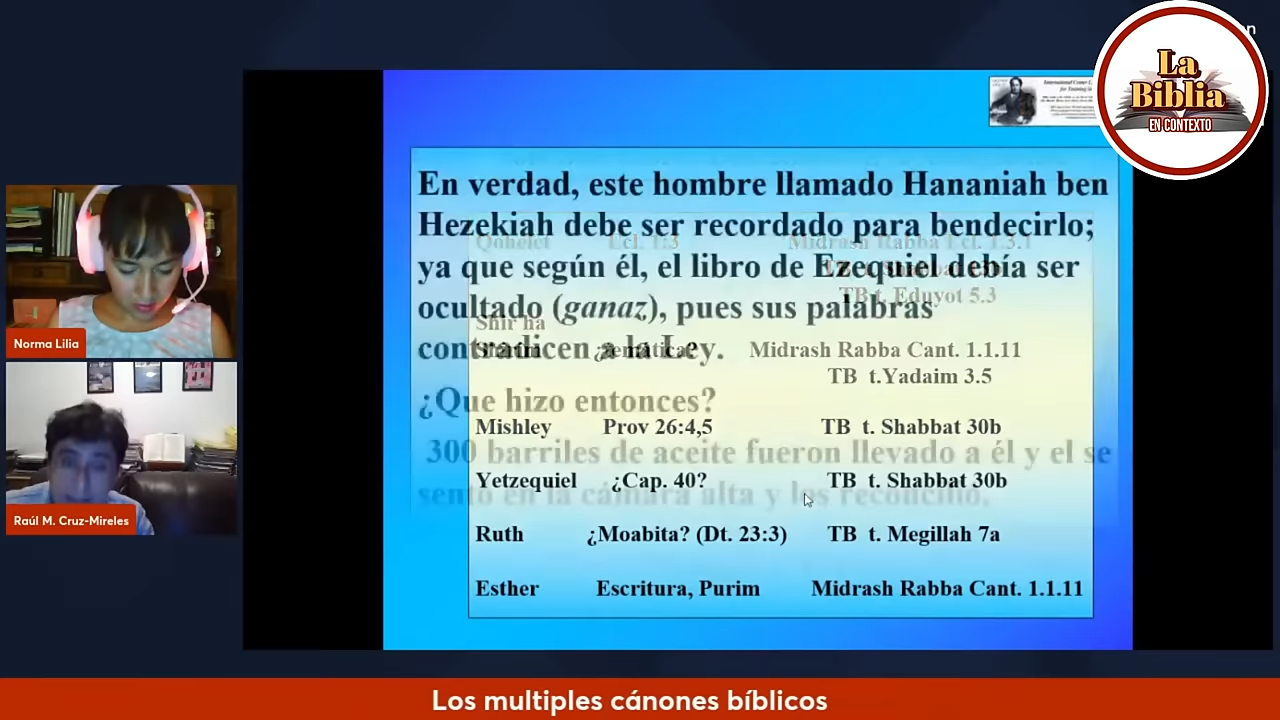 La
Biblia
EN CONTEXTO
En verdad, este hombre llamado Hananiah ben
Hezekiah debe ser recordado para bendecirlo;
ya que según él, el libro de Ezequiel debía ser
ocultado (ganaz), pues sus palabras
contradicen a la Ley.
¿Que hizo entonces?
300 barriles de aceite fueron llevado a él y el se
sentó en la cámara alta y los reconcilió.
Qohelet Ecl. 1:3 Midrash Rabba Ecl. 1.3.1
TB t. Shabbat
TB t. Eduyot 5.3
Shir ha
Shirim ¿temática? Midrash Rabba Cant. 1.1.11
TB t.Yadaim 3.5
Mishley Prov 26:4,5 TB t. Shabbat 30b
Yetzequiel ¿Cap. 40? TB t. Shabbat 30b
Ruth ¿Moabita? (Dt. 23:3) TB t. Megillah 7a
Esther Escritura, Purim Midrash Rabba Cant. 1.1.11
Norma Lilia
Raúl M. Cruz-Mireles
Los multiples cánones bíblicos